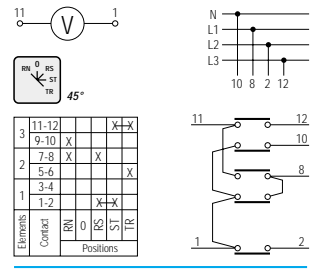 11 1
V
N
L1
L2
L3
10 8 2 12
RN 0 RS
ST
TR
45°
3 11-12 X X
9-10 X
2 7-8 X X
5-6 X
1 3-4
1-2 X X
Elements Contact RN 0 RS ST TR
Positions
11 12
10
8
1 2